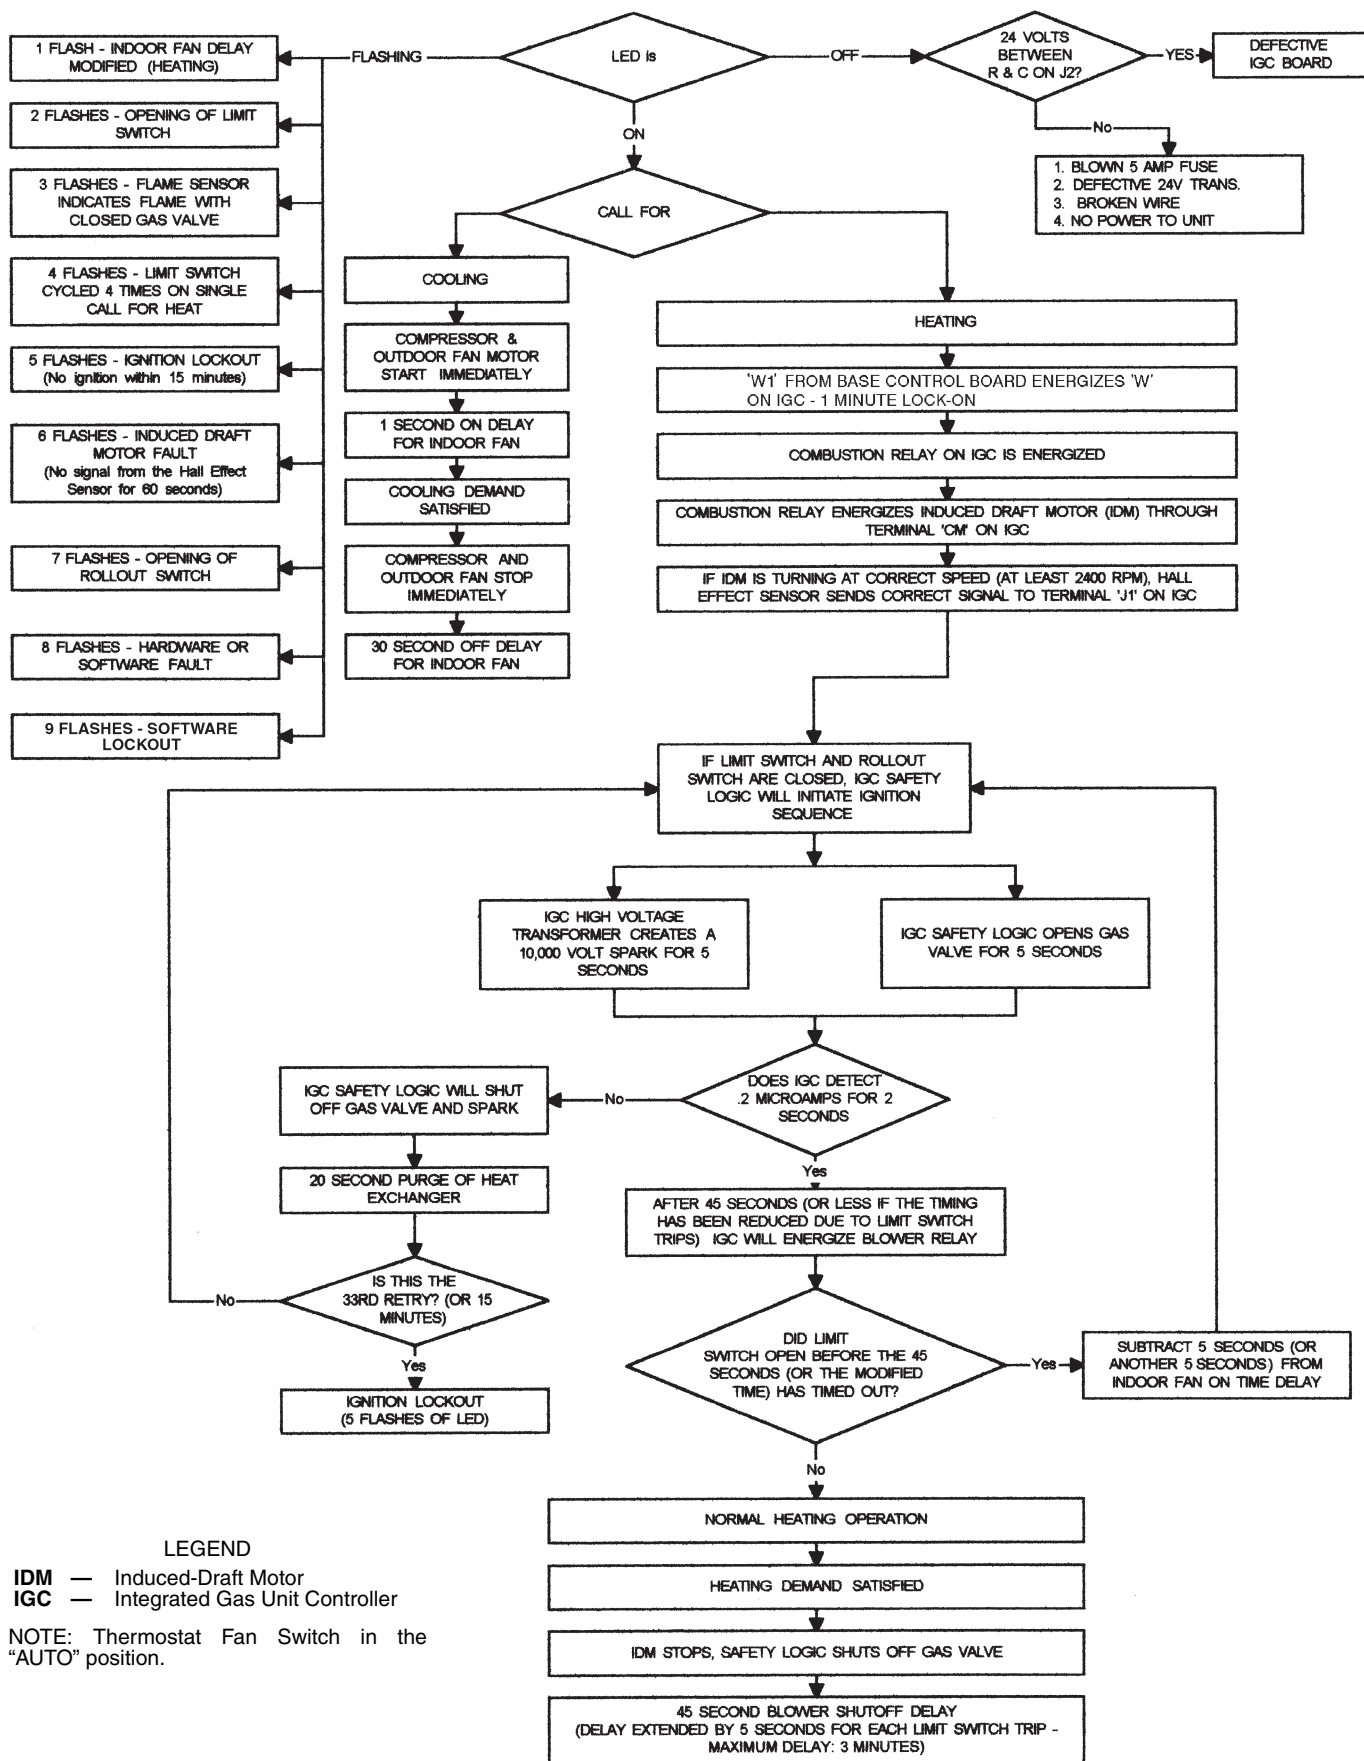 LED is
FLASHING
OFF
ON
24 VOLTS
BETWEEN
R & C ON J2?
YES
DEFECTIVE
IGC BOARD
No
1. BLOWN 5 AMP FUSE
2. DEFECTIVE 24V TRANS.
3. BROKEN WIRE
4. NO POWER TO UNIT
1 FLASH - INDOOR FAN DELAY
MODIFIED (HEATING)
2 FLASHES - OPENING OF LIMIT
SWITCH
3 FLASHES - FLAME SENSOR
INDICATES FLAME WITH
CLOSED GAS VALVE
4 FLASHES - LIMIT SWITCH
CYCLED 4 TIMES ON SINGLE
CALL FOR HEAT
5 FLASHES - IGNITION LOCKOUT
(No ignition within 15 minutes)
6 FLASHES - INDUCED DRAFT
MOTOR FAULT
(No signal from the Hall Effect
Sensor for 60 seconds)
7 FLASHES - OPENING OF
ROLLOUT SWITCH
8 FLASHES - HARDWARE OR
SOFTWARE FAULT
9 FLASHES - SOFTWARE
LOCKOUT
CALL FOR
COOLING
COMPRESSOR &
OUTDOOR FAN MOTOR
START IMMEDIATELY
1 SECOND ON DELAY
FOR INDOOR FAN
COOLING DEMAND
SATISFIED
COMPRESSOR AND
OUTDOOR FAN STOP
IMMEDIATELY
30 SECOND OFF DELAY
FOR INDOOR FAN
HEATING
'W1' FROM BASE CONTROL BOARD ENERGIZES 'W'
ON IGC - 1 MINUTE LOCK-ON
COMBUSTION RELAY ON IGC IS ENERGIZED
COMBUSTION RELAY ENERGIZES INDUCED DRAFT MOTOR (IDM) THROUGH
TERMINAL 'CM' ON IGC
IF IDM IS TURNING AT CORRECT SPEED (AT LEAST 2400 RPM), HALL
EFFECT SENSOR SENDS CORRECT SIGNAL TO TERMINAL 'J1' ON IGC
IF LIMIT SWITCH AND ROLLOUT
SWITCH ARE CLOSED, IGC SAFETY
LOGIC WILL INITIATE IGNITION
SEQUENCE
IGC HIGH VOLTAGE
TRANSFORMER CREATES A
10,000 VOLT SPARK FOR 5
SECONDS
IGC SAFETY LOGIC OPENS GAS
VALVE FOR 5 SECONDS
DOES IGC DETECT
.2 MICROAMPS FOR 2
SECONDS
No
IGC SAFETY LOGIC WILL SHUT
OFF GAS VALVE AND SPARK
20 SECOND PURGE OF HEAT
EXCHANGER
IS THIS THE
33RD RETRY? (OR 15
MINUTES)
No
Yes
IGNITION LOCKOUT
(5 FLASHES OF LED)
Yes
AFTER 45 SECONDS (OR LESS IF THE TIMING
HAS BEEN REDUCED DUE TO LIMIT SWITCH
TRIPS) IGC WILL ENERGIZE BLOWER RELAY
DID LIMIT
SWITCH OPEN BEFORE THE 45
SECONDS (OR THE MODIFIED
TIME) HAS TIMED OUT?
Yes
SUBTRACT 5 SECONDS (OR
ANOTHER 5 SECONDS) FROM
INDOOR FAN ON TIME DELAY
No
NORMAL HEATING OPERATION
HEATING DEMAND SATISFIED
IDM STOPS, SAFETY LOGIC SHUTS OFF GAS VALVE
45 SECOND BLOWER SHUTOFF DELAY
(DELAY EXTENDED BY 5 SECONDS FOR EACH LIMIT SWITCH TRIP -
MAXIMUM DELAY: 3 MINUTES)
LEGEND
IDM — Induced-Draft Motor
IGC — Integrated Gas Unit Controller
NOTE: Thermostat Fan Switch in the
“AUTO” position.